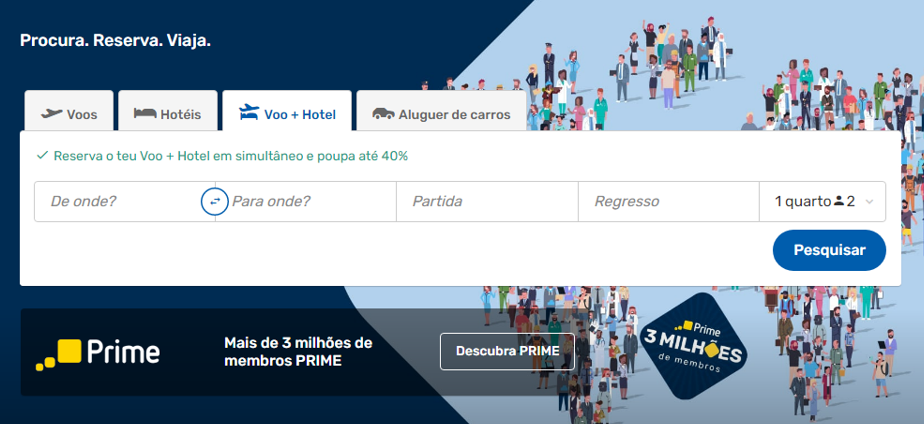 Procura. Reserva. Viaja.
Voos
Hotéis
Voo + Hotel
Aluguer de carros
Reserva o teu Voo + Hotel em simultâneo e poupa até 40%
De onde?
Para onde?
Partida
Regresso
1 quarto 2
Pesquisar
Prime
Mais de 3 milhões de
membros PRIME
Descubra PRIME
Prime
3 MILHÕES
de membros